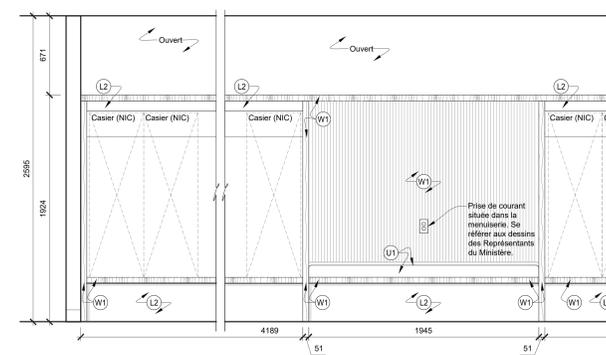 Ouvert
Ouvert
671
L2
L2
L2
Casier (NIC)
Casier (NIC)
Casier (NIC)
Casier (NIC)
W1
2595
1924
W1
Prise de courant
située dans la
menuiserie. Se
référer aux dessins
des Représentants
du Ministère.
U1
W1
L2
W1
L2
W1
W1
4189
1945
51
51